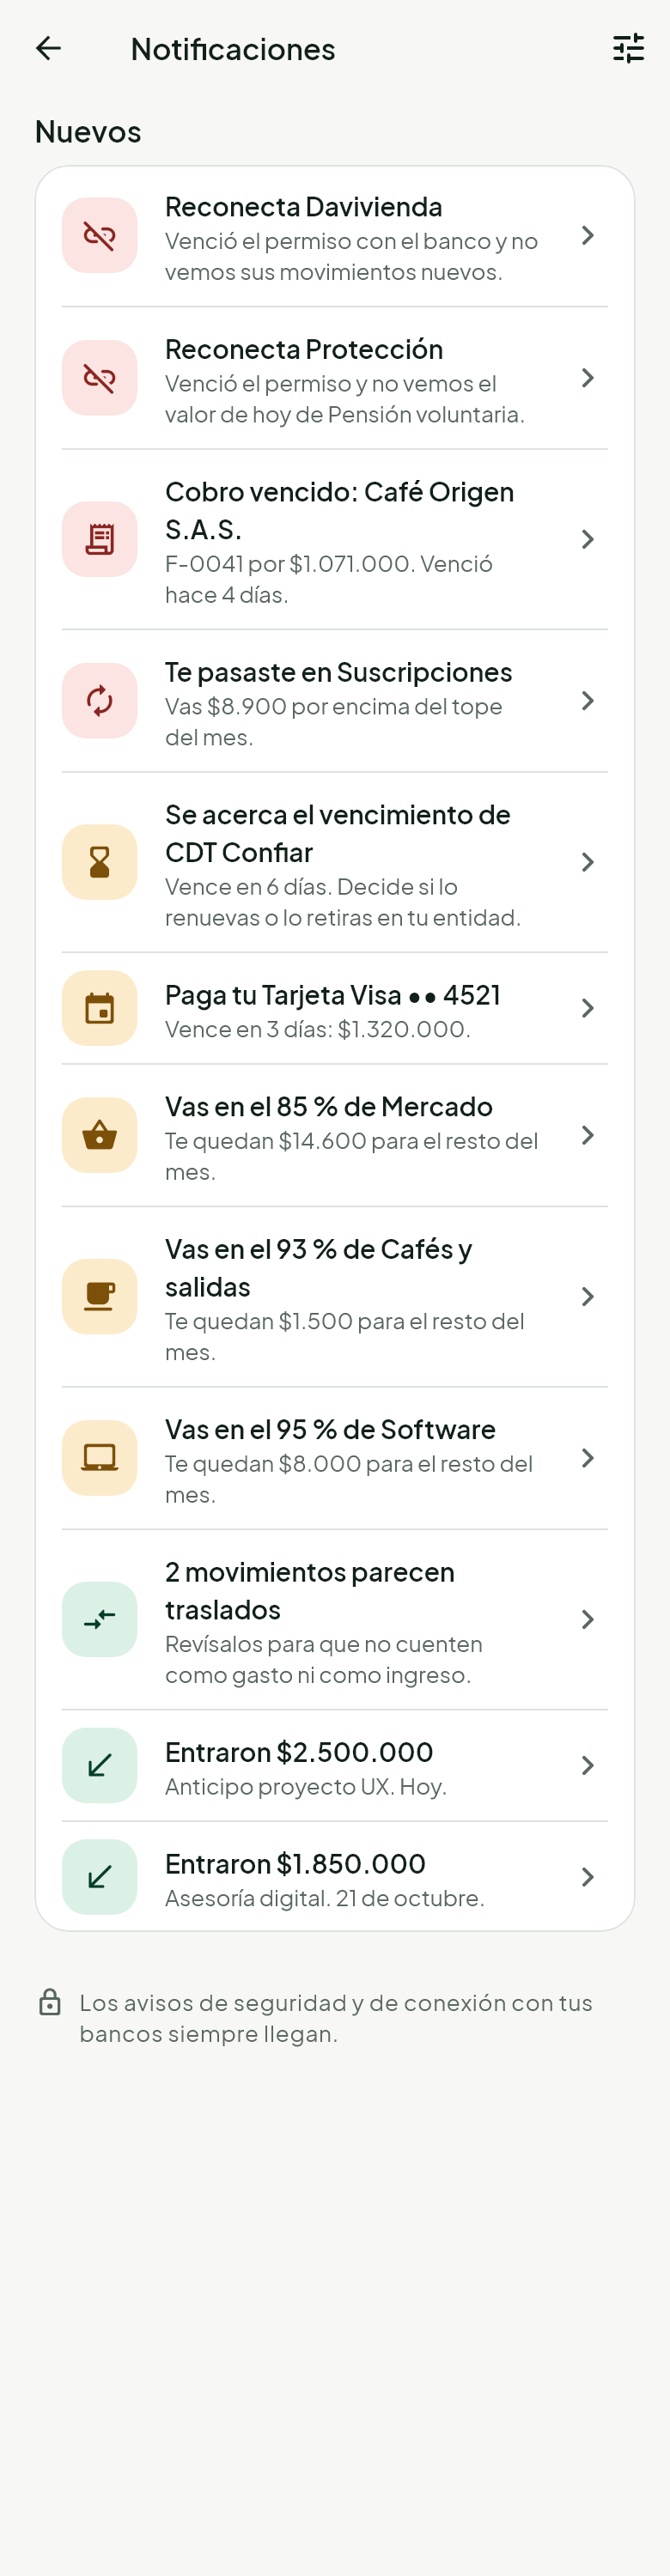 Notificaciones
Nuevos
Reconecta Davivienda
Venció el permiso con el banco y no
vemos sus movimientos nuevos.
Reconecta Protección
Venció el permiso y no vemos el
valor de hoy de Pensión voluntaria.
Cobro vencido: Café Origen
S.A.S.
F-0041 por $1.071.000. Venció
hace 4 días.
Te pasaste en Suscripciones
Vas $8.900 por encima del tope
del mes.
Se acerca el vencimiento de
CDT Confiar
Vence en 6 días. Decide si lo
renuevas o lo retiras en tu entidad.
Paga tu Tarjeta Visa •• 4521
Vence en 3 días: $1.320.000.
Vas en el 85 % de Mercado
Te quedan $14.600 para el resto del
mes.
Vas en el 93 % de Cafés y
salidas
Te quedan $1.500 para el resto del
mes.
Vas en el 95 % de Software
Te quedan $8.000 para el resto del
mes.
2 movimientos parecen
traslados
Revísalos para que no cuenten
como gasto ni como ingreso.
Entraron $2.500.000
Anticipo proyecto UX. Hoy.
Entraron $1.850.000
Asesoría digital. 21 de octubre.
Los avisos de seguridad y de conexión con tus
bancos siempre llegan.